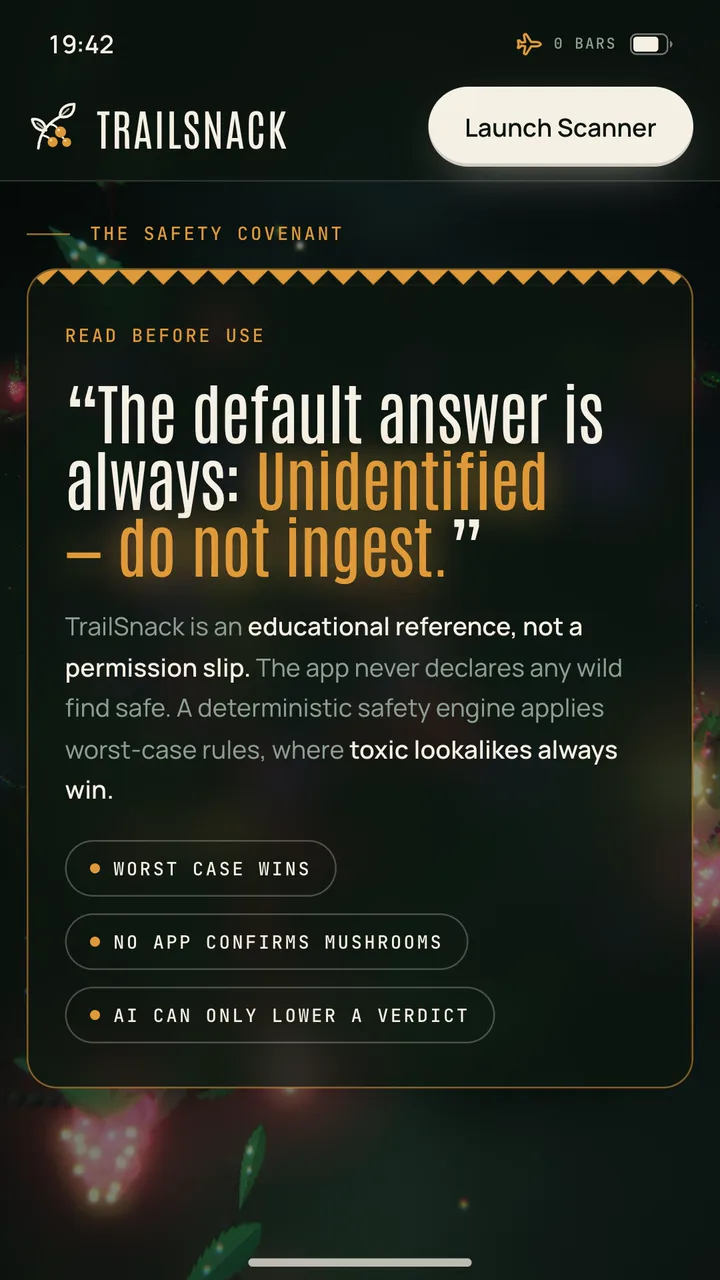 19:42
0 BARS
TRAILSNACK
Launch Scanner
THE SAFETY COVENANT
READ BEFORE USE
“The default answer is
always: Unidentified
— do not ingest.”
TrailSnack is an educational reference, not a
permission slip. The app never declares any wild
find safe. A deterministic safety engine applies
worst-case rules, where toxic lookalikes always
win.
WORST CASE WINS
NO APP CONFIRMS MUSHROOMS
AI CAN ONLY LOWER A VERDICT